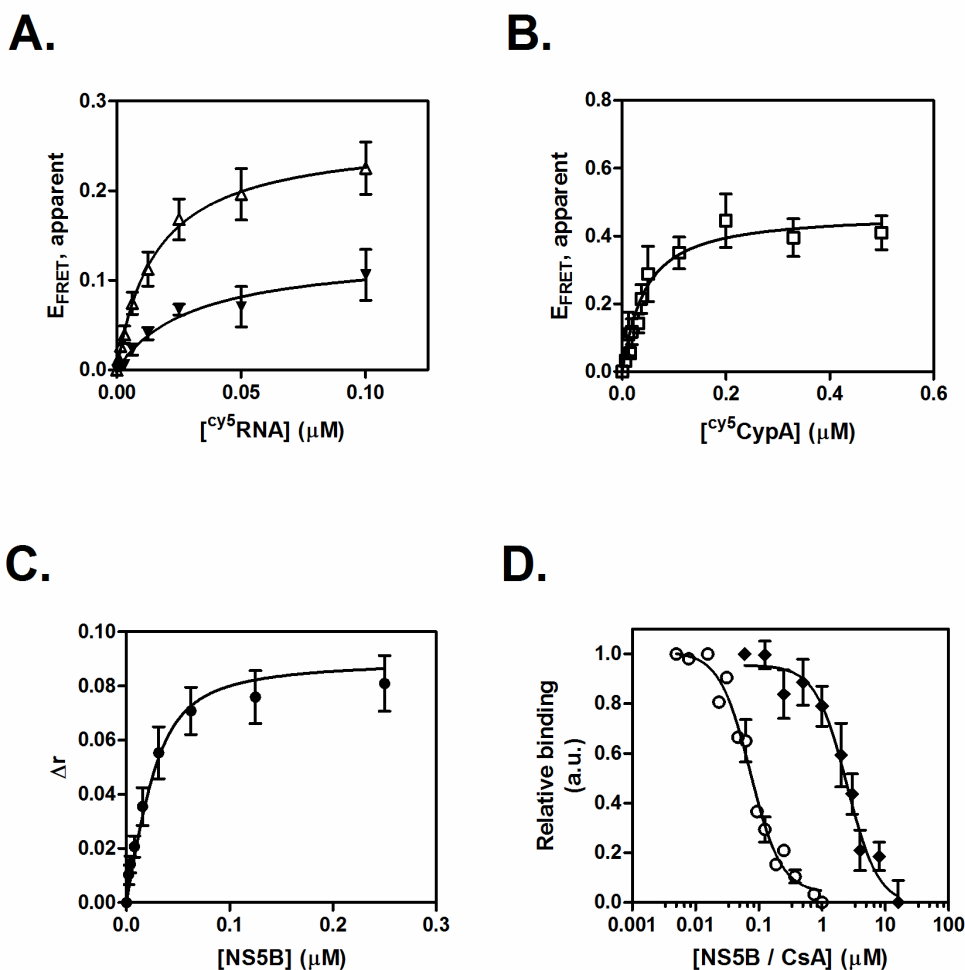 A.
B.
0.3
0.2
0.1
0.0
E_FRET, apparent
0.00
0.05
0.10
[^cy5RNA] (μM)
0.8
0.6
0.4
0.2
0.0
E_FRET, apparent
0.0
0.2
0.4
0.6
[^cy5CypA] (μM)
C.
D.
0.10
0.08
0.06
0.04
0.02
0.00
Δr
0.0
0.1
0.2
0.3
[NS5B] (μM)
1.0
0.8
0.6
0.4
0.2
0.0
Relative binding
(a.u.)
0.001
0.01
0.1
1
10
100
[NS5B / CsA] (μM)